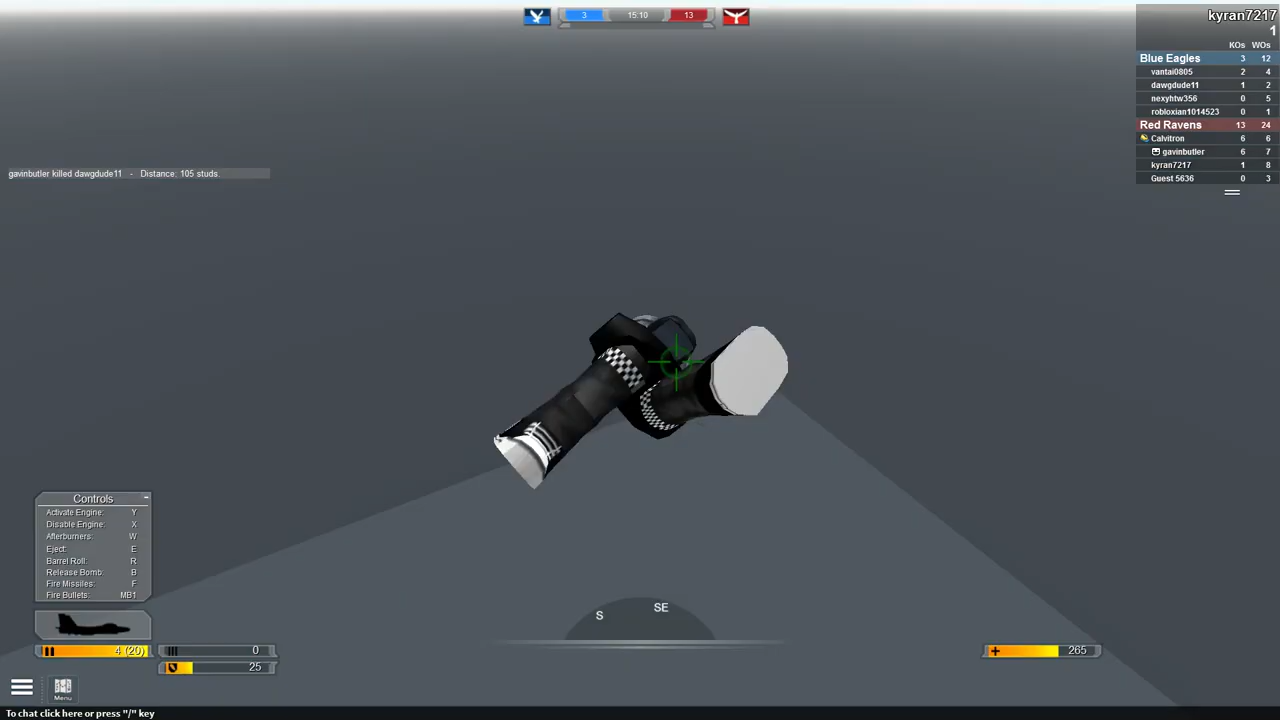 3 15:10 13
kyran7217
1
KOs WOs
Blue Eagles 3 12
vantai0805 2 4
dawgdude11 1 2
nexyhtw356 0 5
robloxian1014523 0 1
Red Ravens 13 24
Calvitron 6 6
gavinbutler 6 7
kyran7217 1 8
Guest 5636 0 3
gavinbutler killed dawgdude11 - Distance: 105 studs.
Controls -
Activate Engine: Y
Disable Engine: X
Afterburners: W
Eject: E
Barrel Roll: R
Release Bomb: B
Fire Missiles: F
Fire Bullets: MB1
S SE
4 (20) 0
25
265
Menu
To chat click here or press "/" key